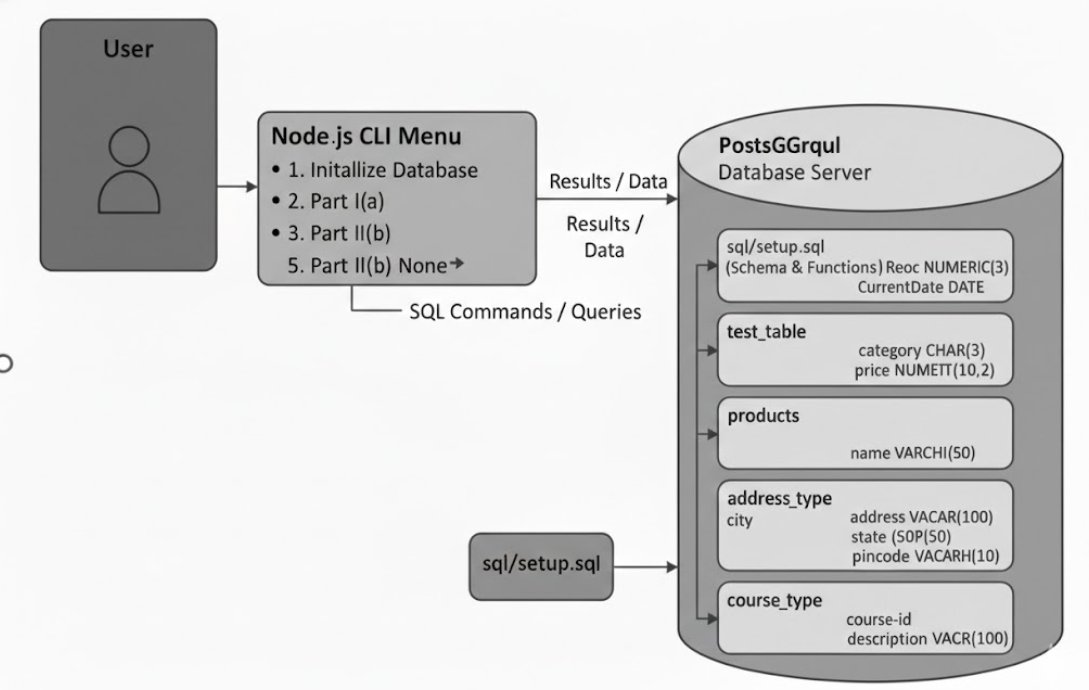 User
Node.js CLI Menu
• 1. Initallize Database
• 2. Part I(a)
• 3. Part II(b)
5. Part II(b) None
Results / Data
Results /
Data
SQL Commands / Queries
PostsGGrqul
Database Server
sql/setup.sql
(Schema & Functions) Reoc NUMERIC(3)
CurrentDate DATE
test_table
category CHAR(3)
price NUMETT(10,2)
products
name VARCHI(50)
address_type
city
address VACAR(100)
state (50P(50)
pincode VACARH(10)
course_type
course-id
description VACR(100)
sql/setup.sql